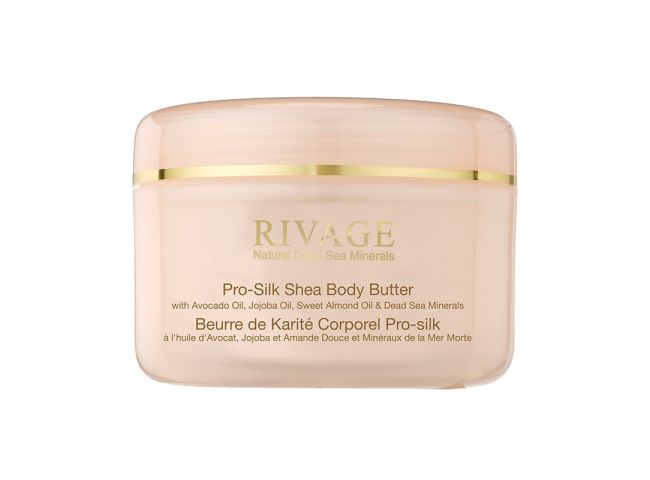 RIVAGE
Natural Dead Sea Minerals
Pro-Silk Shea Body Butter
with Avocado Oil, Jojoba Oil, Sweet Almond Oil & Dead Sea Minerals
Beurre de Karité Corporel Pro-silk
à l'huile d'Avocat, Jojoba et Amande Douce et Minéraux de la Mer Morte